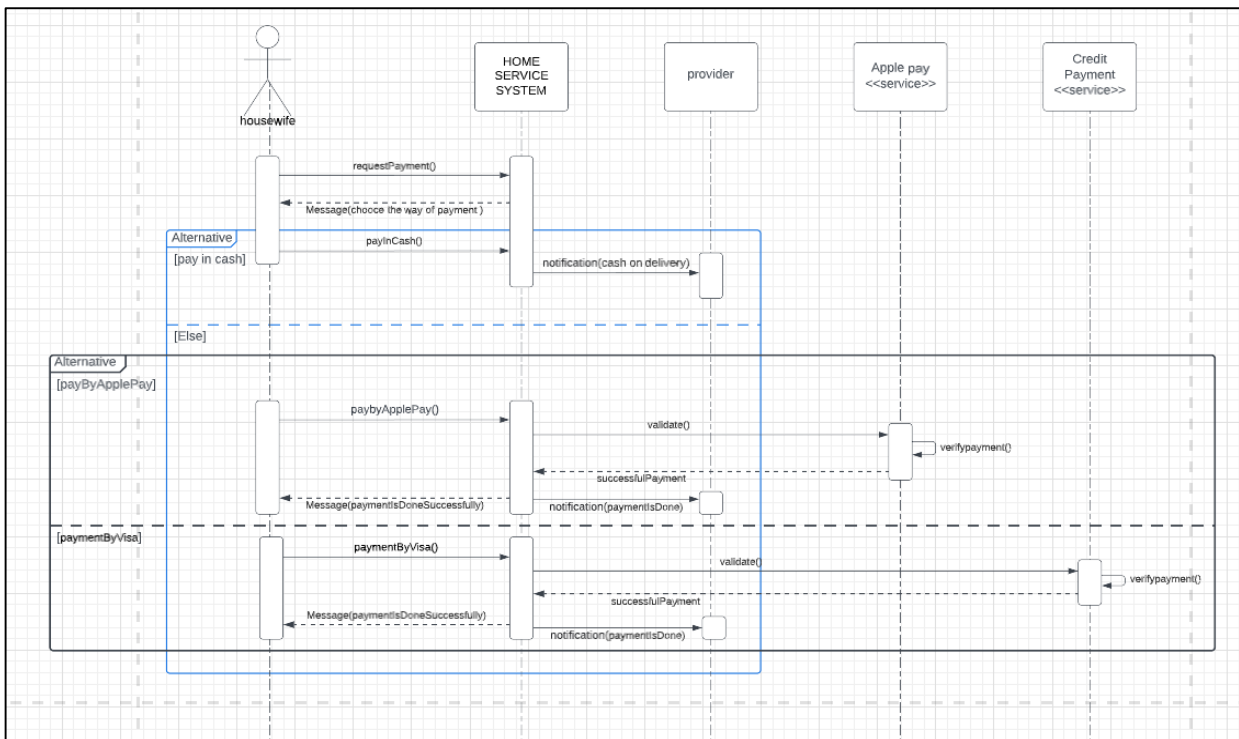 housewife
HOME
SERVICE
SYSTEM
provider
Apple pay
<<service>>
Credit
Payment
<<service>>
requestPayment()
Message(chooce the way of payment )
Alternative
[pay in cash]
payInCash()
notification(cash on delivery)
[Else]
Alternative
[payByApplePay]
paybyApplePay()
validate()
verifypayment()
successfulPayment
Message(paymentIsDoneSuccessfully)
notification(paymentIsDone)
[paymentByVisa]
paymentByVisa()
validate()
verifypayment()
successfulPayment
Message(paymentIsDoneSuccessfully)
notification(paymentIsDone)